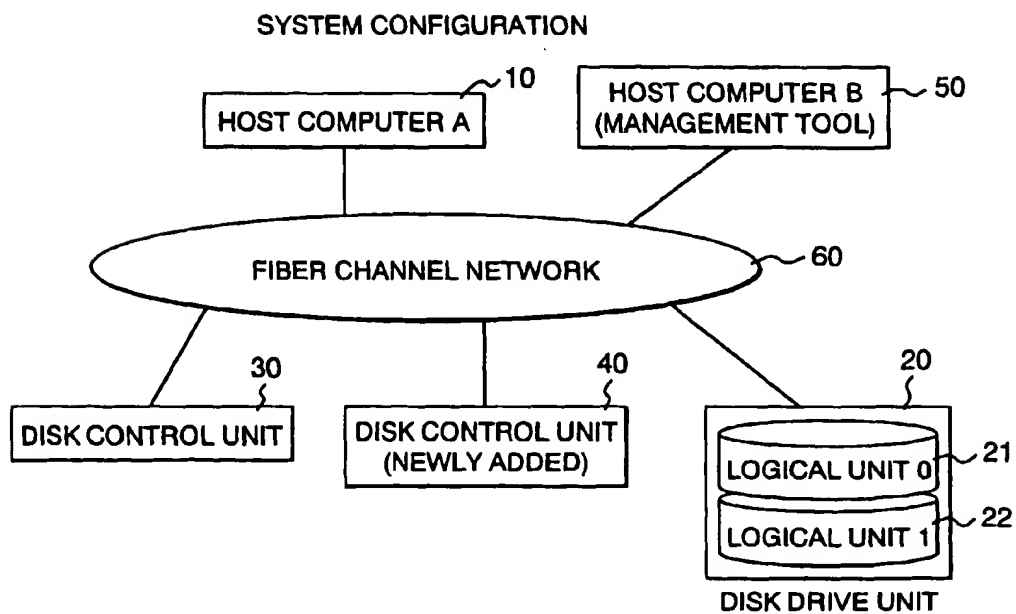 SYSTEM CONFIGURATION
10
HOST COMPUTER A
50
HOST COMPUTER B
(MANAGEMENT TOOL)
60
FIBER CHANNEL NETWORK
30
DISK CONTROL UNIT
40
DISK CONTROL UNIT
(NEWLY ADDED)
20
LOGICAL UNIT 0
21
LOGICAL UNIT 1
22
DISK DRIVE UNIT